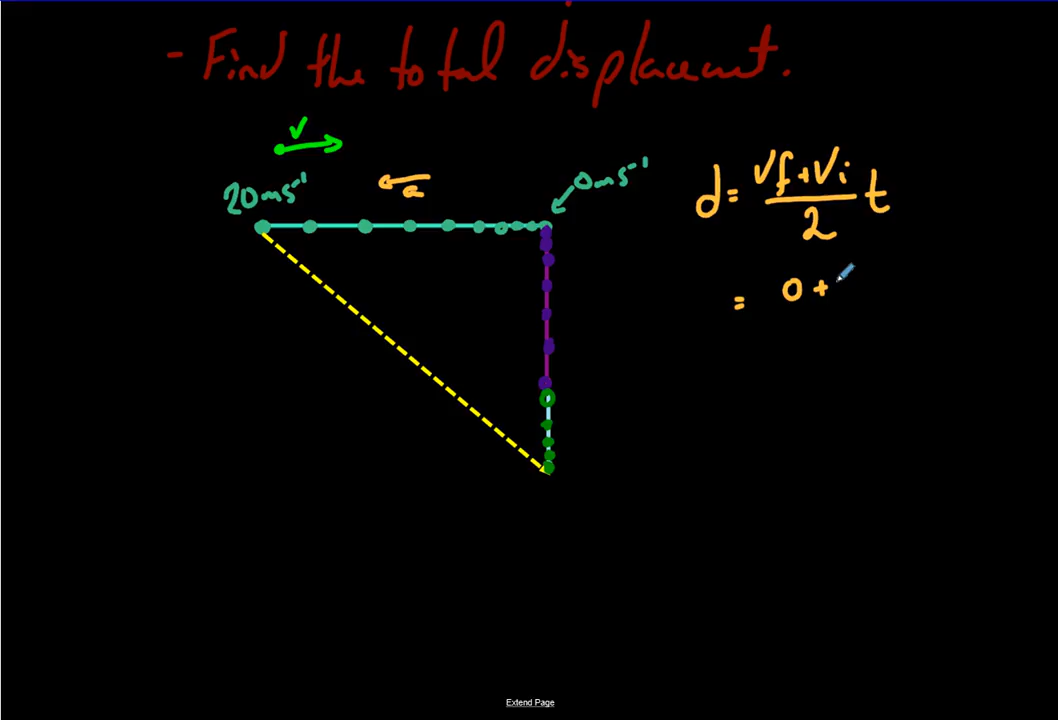 - Find the total displacement.
v
20ms⁻¹
a
0ms⁻¹
d = (vf + vi)/2 t
= 0 +
Extend Page